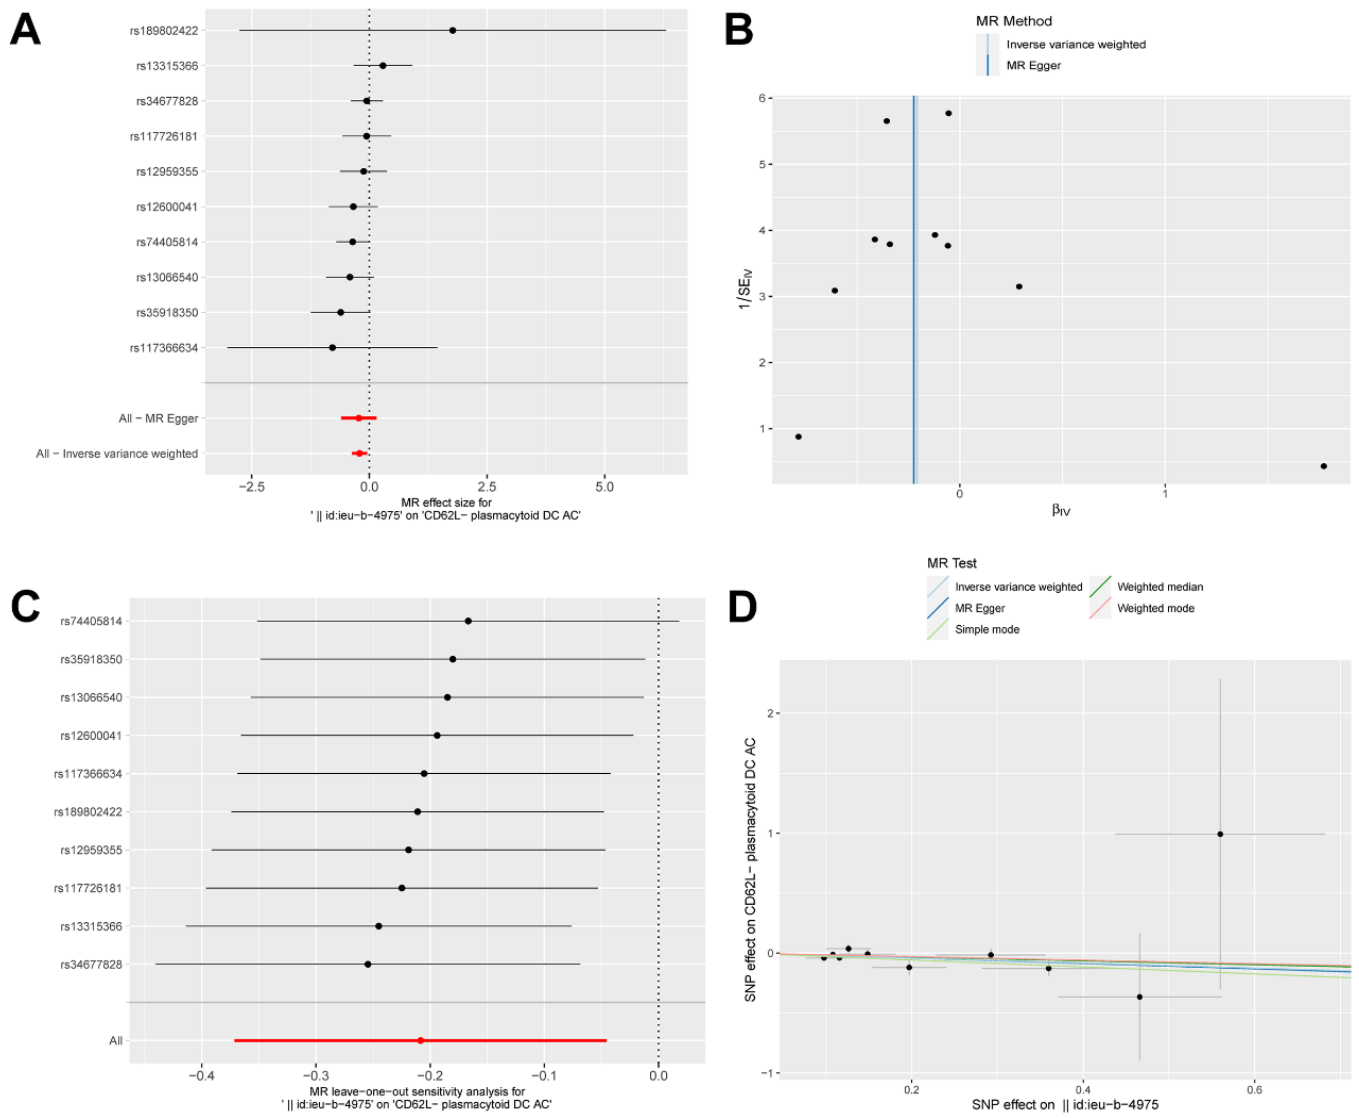 A
rs189802422
rs13315366
rs34677828
rs117726181
rs12959355
rs12600041
rs74405814
rs13066540
rs35918350
rs117366634
All − MR Egger
All − Inverse variance weighted
−2.5 0.0 2.5 5.0
MR effect size for
' || id:ieu-b-4975' on 'CD62L− plasmacytoid DC AC'
B
MR Method
Inverse variance weighted
MR Egger
6
5
4
3
2
1
1/SE_IV
0 1
β_IV
C
rs74405814
rs35918350
rs13066540
rs12600041
rs117366634
rs189802422
rs12959355
rs117726181
rs13315366
rs34677828
All
−0.4 −0.3 −0.2 −0.1 0.0
MR leave-one-out sensitivity analysis for
' || id:ieu-b-4975' on 'CD62L− plasmacytoid DC AC'
D
MR Test
Inverse variance weighted
MR Egger
Simple mode
Weighted median
Weighted mode
2
1
0
−1
SNP effect on CD62L− plasmacytoid DC AC
0.2 0.4 0.6
SNP effect on || id:ieu-b-4975